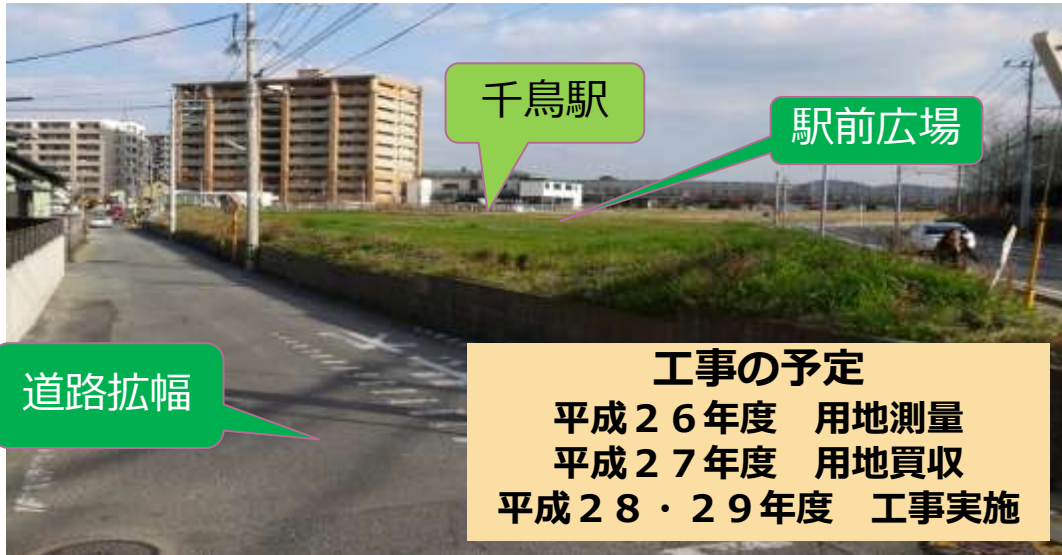 千鳥駅
駅前広場
道路拡幅
工事の予定
平成２６年度　用地測量
平成２７年度　用地買収
平成２８・２９年度　工事実施